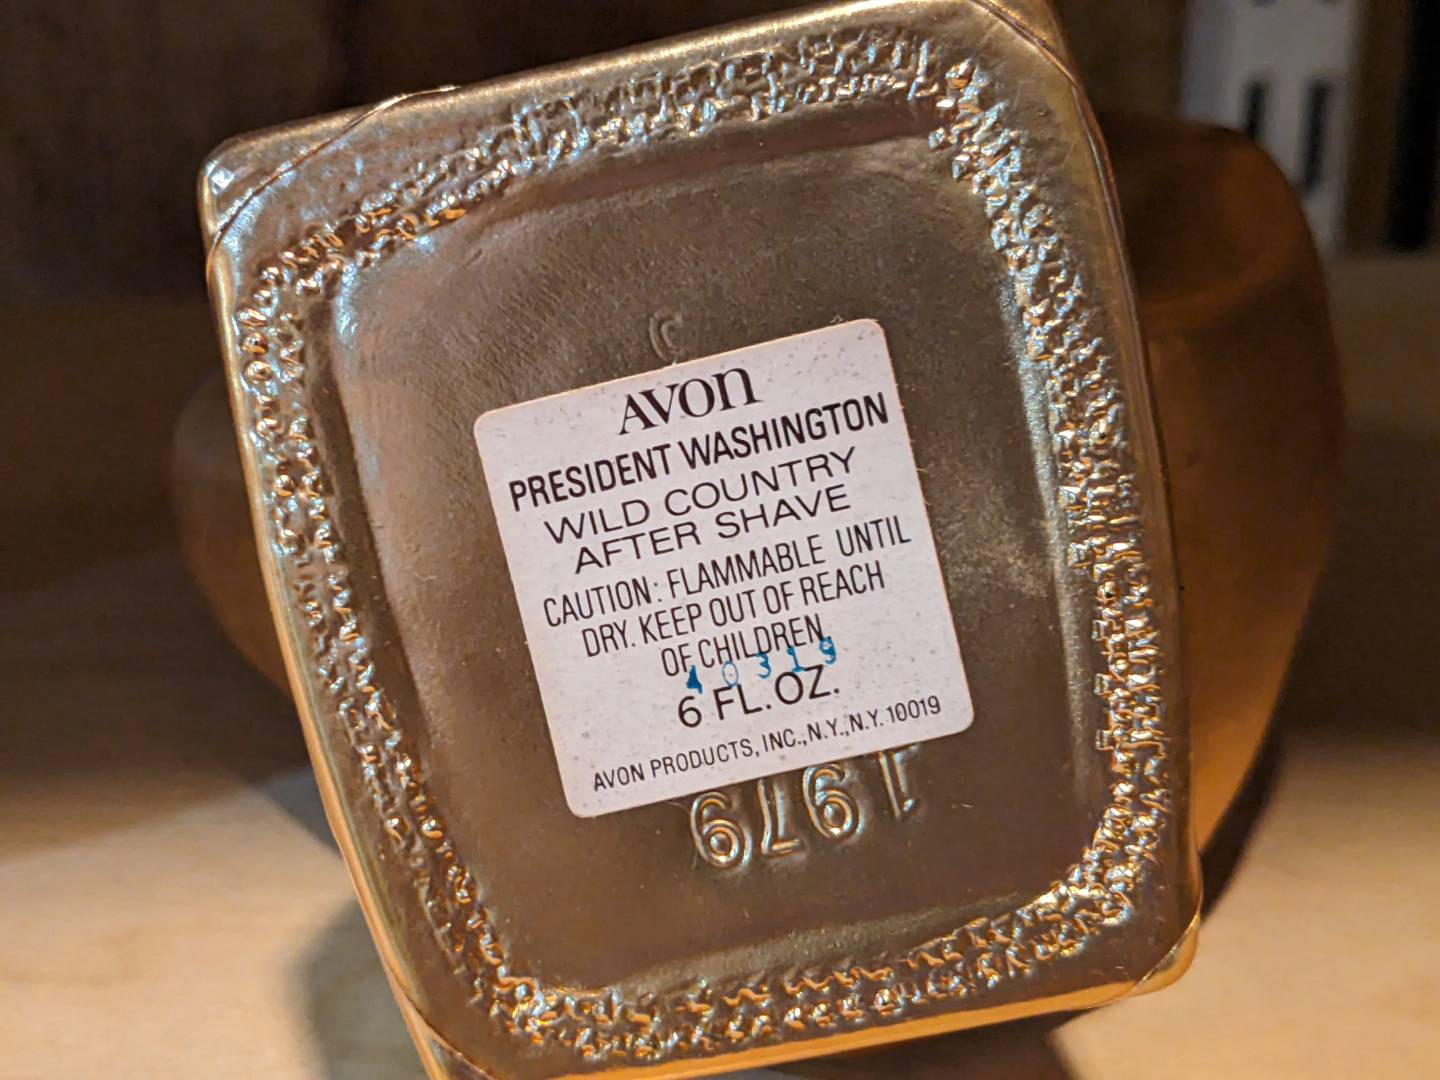 AVON
PRESIDENT WASHINGTON
WILD COUNTRY
AFTER SHAVE
CAUTION: FLAMMABLE UNTIL
DRY. KEEP OUT OF REACH
OF CHILDREN.
40319
6 FL. OZ.
AVON PRODUCTS, INC., N.Y., N.Y. 10019
1979